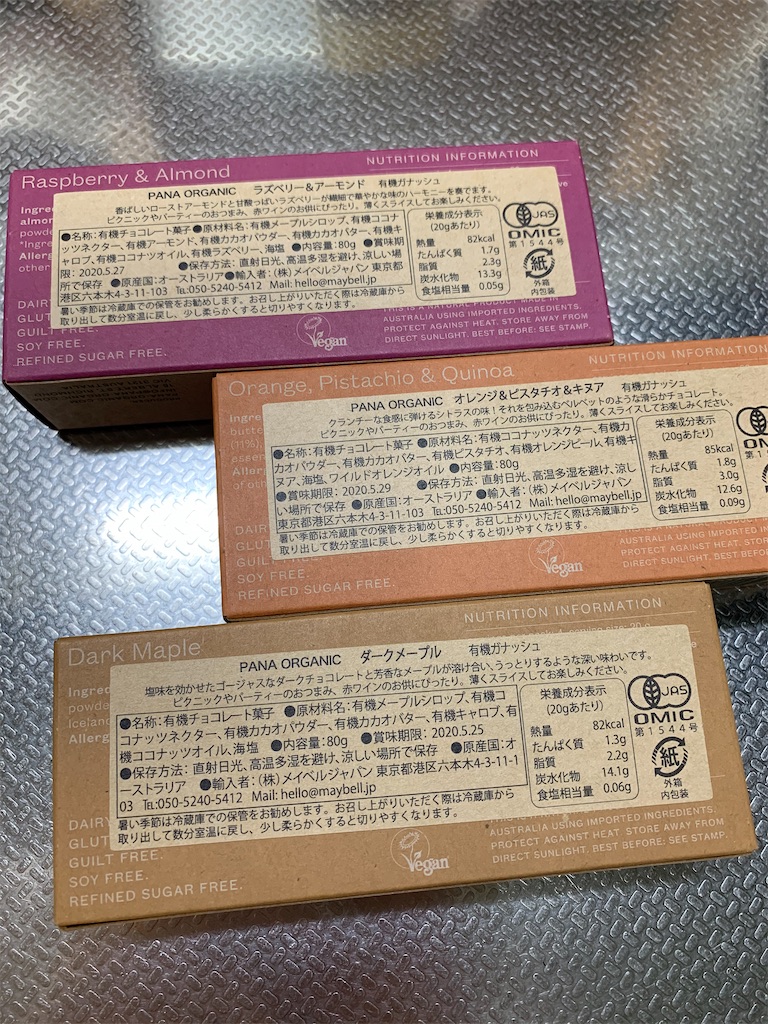 NUTRITION INFORMATION
Raspberry & Almond
PANA ORGANIC ラズベリー&アーモンド 有機ガナッシュ
香ばしいローストアーモンドと甘酸っぱいラズベリーが繊細で華やかな味のハーモニーを奏でます。
ピクニックやパーティーのおつまみ、赤ワインのお供にぴったり。薄くスライスしてお楽しみください。
●名称:有機チョコレート菓子 ●原材料名:有機メープルシロップ、有機ココナ
ッツネクター、有機アーモンド、有機カカオパウダー、有機カカオバター、有機キ
ャロブ、有機ココナツオイル、有機ラズベリー、海塩 ●内容量:80g ●賞味期
限: 2020.5.27 ●保存方法: 直射日光、高温多湿を避け、涼しい場
所で保存 ●原産国:オーストラリア●輸入者:(株)メイベルジャパン 東京都
港区六本木4-3-11-103 TEL:050-5240-5412 Mail: hello@maybell.jp
暑い季節は冷蔵庫での保管をお勧めします。お召し上がりいただく際は冷蔵庫から
取り出して数分室温に戻し、少し柔らかくすると切りやすくなります。
栄養成分表示
(20gあたり)
熱量 82kcal
たんぱく質 1.7g
脂質 2.3g
炭水化物 13.3g
食塩相当量 0.05g
JAS
OMIC
第1544号
紙
外箱
内包装
Ingre
almon
powde
*Ingre
Allerg
other
DAIR
GLUT
GUILT FREE.
SOY FREE.
REFINED SUGAR FREE.
Vegan
THIS IS A NATURAL PRODUCT MADE IN
AUSTRALIA USING IMPORTED INGREDIENTS.
PROTECT AGAINST HEAT. STORE AWAY FROM
DIRECT SUNLIGHT. BEST BEFORE: SEE STAMP.
NUTRITION INFORMATION
Orange, Pistachio & Quinoa
PANA ORGANIC オレンジ&ピスタチオ&キヌア 有機ガナッシュ
クランチーな食感に弾けるシトラスの味!それを包み込むベルベットのような滑らかチョコレート。
ピクニックやパーティーのおつまみ、赤ワインのお供にぴったり。薄くスライスしてお楽しみください。
●名称:有機チョコレート菓子 ●原材料名:有機ココナッツネクター、有機カ
カオパウダー、有機カカオバター、有機ピスタチオ、有機オレンジピール、有機キ
ヌア、海塩、ワイルドオレンジオイル ●内容量:80g
●賞味期限: 2020.5.29 ●保存方法:直射日光、高温多湿を避け、涼し
い場所で保存 ●原産国:オーストラリア ●輸入者:(株)メイベルジャパン
東京都港区六本木4-3-11-103 TEL:050-5240-5412 Mail: hello@maybell.jp
暑い季節は冷蔵庫での保管をお勧めします。お召し上がりいただく際は冷蔵庫から
取り出して数分室温に戻し、少し柔らかくすると切りやすくなります。
栄養成分表示
(20gあたり)
熱量 85kcal
たんぱく質 1.8g
脂質 3.0g
炭水化物 12.6g
食塩相当量 0.09g
Ingre
butte
(11%)
essen
Allerg
DAIR
GLUT
GUILT
SOY FREE.
REFINED SUGAR FREE.
Vegan
AUSTRALIA USING IMPORTED IN
PROTECT AGAINST HEAT. STOR
DIRECT SUNLIGHT. BEST BEFOR
NUTRITION INFORMATION
Dark Maple
PANA ORGANIC ダークメープル 有機ガナッシュ
塩味を効かせたゴージャスなダークチョコレートと芳香なメープルが溶け合い、うっとりするような深い味わいです。
ピクニックやパーティーのおつまみ、赤ワインのお供にぴったり。薄くスライスしてお楽しみください。
●名称:有機チョコレート菓子 ●原材料名:有機メープルシロップ、有機コ
コナッツネクター、有機カカオパウダー、有機カカオバター、有機キャロブ、有
機ココナッツオイル、海塩 ●内容量:80g ●賞味期限: 2020.5.25
●保存方法: 直射日光、高温多湿を避け、涼しい場所で保存 ●原産国:オ
ーストラリア ●輸入者:(株)メイベルジャパン 東京都港区六本木4-3-11-1
03 TEL:050-5240-5412 Mail: hello@maybell.jp
暑い季節は冷蔵庫での保管をお勧めします。お召し上がりいただく際は冷蔵庫から
取り出して数分室温に戻し、少し柔らかくすると切りやすくなります。
栄養成分表示
(20gあたり)
熱量 82kcal
たんぱく質 1.3g
脂質 2.2g
炭水化物 14.1g
食塩相当量 0.06g
JAS
OMIC
第1544号
紙
外箱
内包装
Ingred
powde
Icelan
Allerg
DAIRY
GLUT
GUILT FREE.
SOY FREE.
REFINED SUGAR FREE.
Vegan
AUSTRALIA USING IMPORTED INGREDIENTS.
PROTECT AGAINST HEAT. STORE AWAY FROM
DIRECT SUNLIGHT. BEST BEFORE: SEE STAMP.